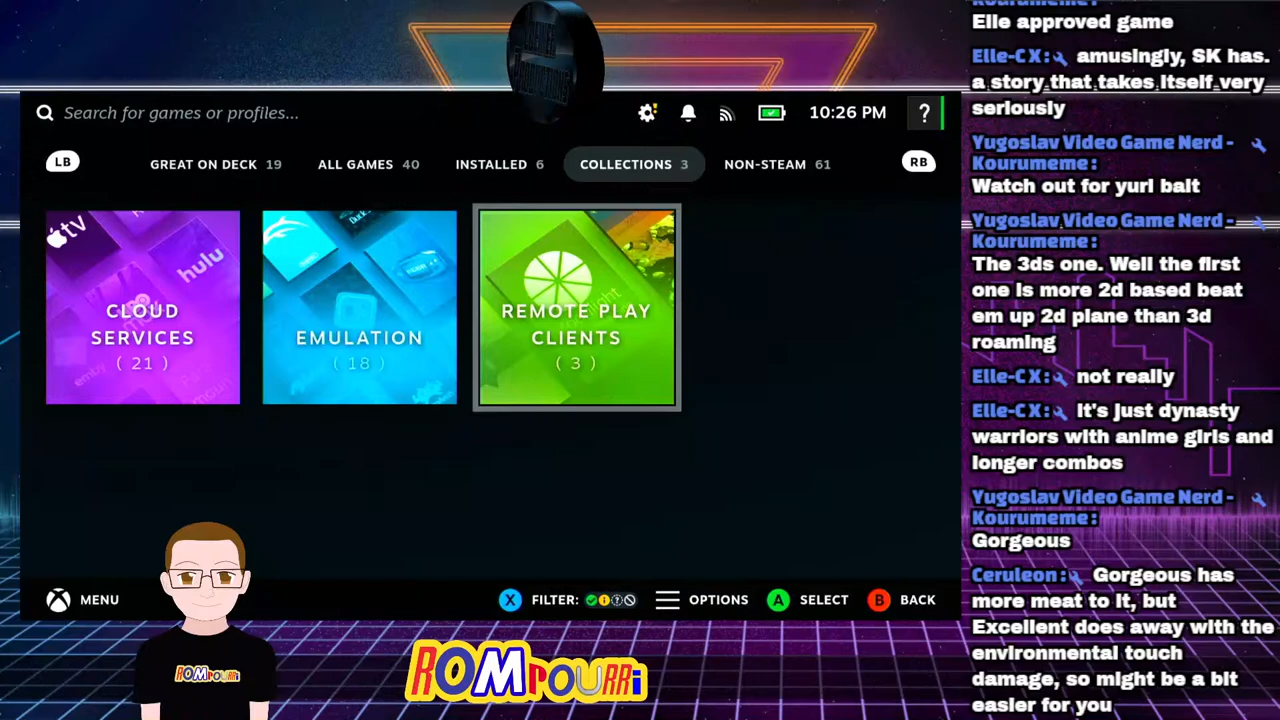 Search for games or profiles...
10:26 PM
?
LB
GREAT ON DECK 19
ALL GAMES 40
INSTALLED 6
COLLECTIONS 3
NON-STEAM 61
RB
tv
hulu
CLOUD
SERVICES
( 21 )
EMULATION
( 18 )
REMOTE PLAY
CLIENTS
( 3 )
MENU
X FILTER:
OPTIONS
A SELECT
B BACK
ROMPOURRi
ROMPOURRi
Elle approved game
Elle-CX: amusingly, SK has.
a story that takes itself very
seriously
Yugoslav Video Game Nerd -
Kourumeme:
Watch out for yuri bait
Yugoslav Video Game Nerd -
Kourumeme:
The 3ds one. Well the first
one is more 2d based beat
em up 2d plane than 3d
roaming
Elle-CX: not really
Elle-CX: It's just dynasty
warriors with anime girls and
longer combos
Yugoslav Video Game Nerd -
Kourumeme:
Gorgeous
Ceruleon: Gorgeous has
more meat to it, but
Excellent does away with the
environmental touch
damage, so might be a bit
easier for you